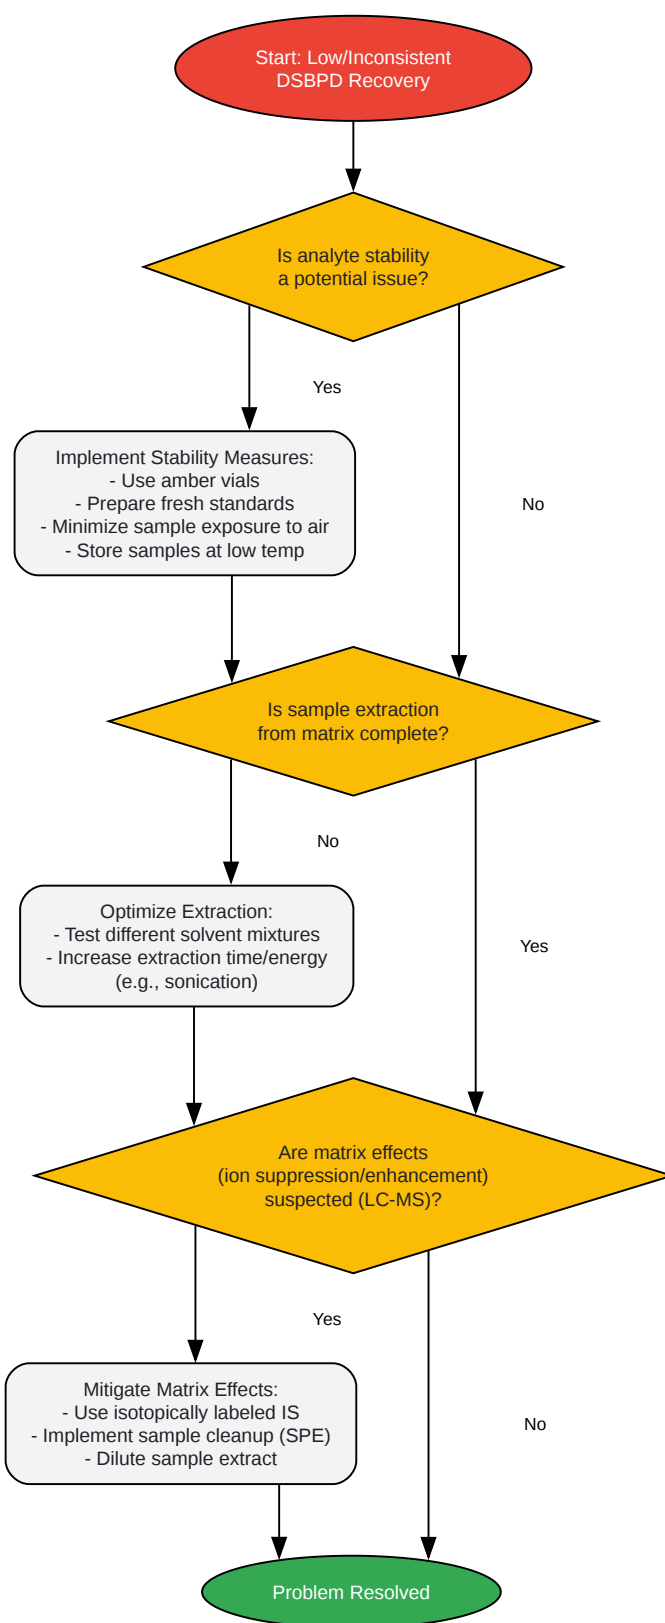 Start: Low/Inconsistent
DSBPD Recovery
Is analyte stability
a potential issue?
Yes
Implement Stability Measures:
- Use amber vials
- Prepare fresh standards
- Minimize sample exposure to air
- Store samples at low temp
No
Is sample extraction
from matrix complete?
No
Optimize Extraction:
- Test different solvent mixtures
- Increase extraction time/energy
(e.g., sonication)
Yes
Are matrix effects
(ion suppression/enhancement)
suspected (LC-MS)?
Yes
Mitigate Matrix Effects:
- Use isotopically labeled IS
- Implement sample cleanup (SPE)
- Dilute sample extract
No
Problem Resolved